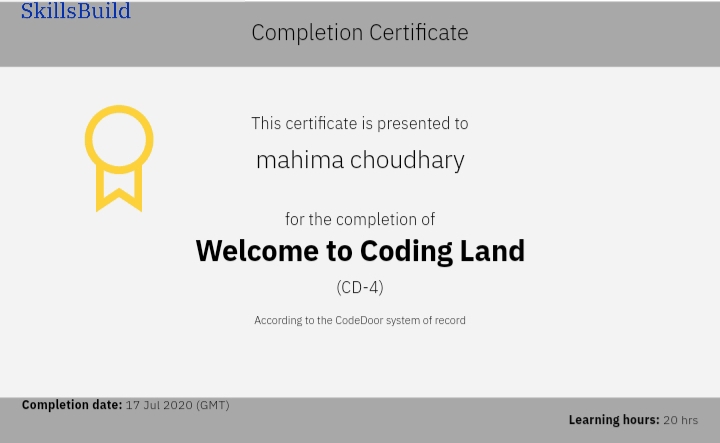 SkillsBuild
Completion Certificate
This certificate is presented to
mahima choudhary
for the completion of
Welcome to Coding Land
(CD-4)
According to the CodeDoor system of record
Completion date: 17 Jul 2020 (GMT)
Learning hours: 20 hrs